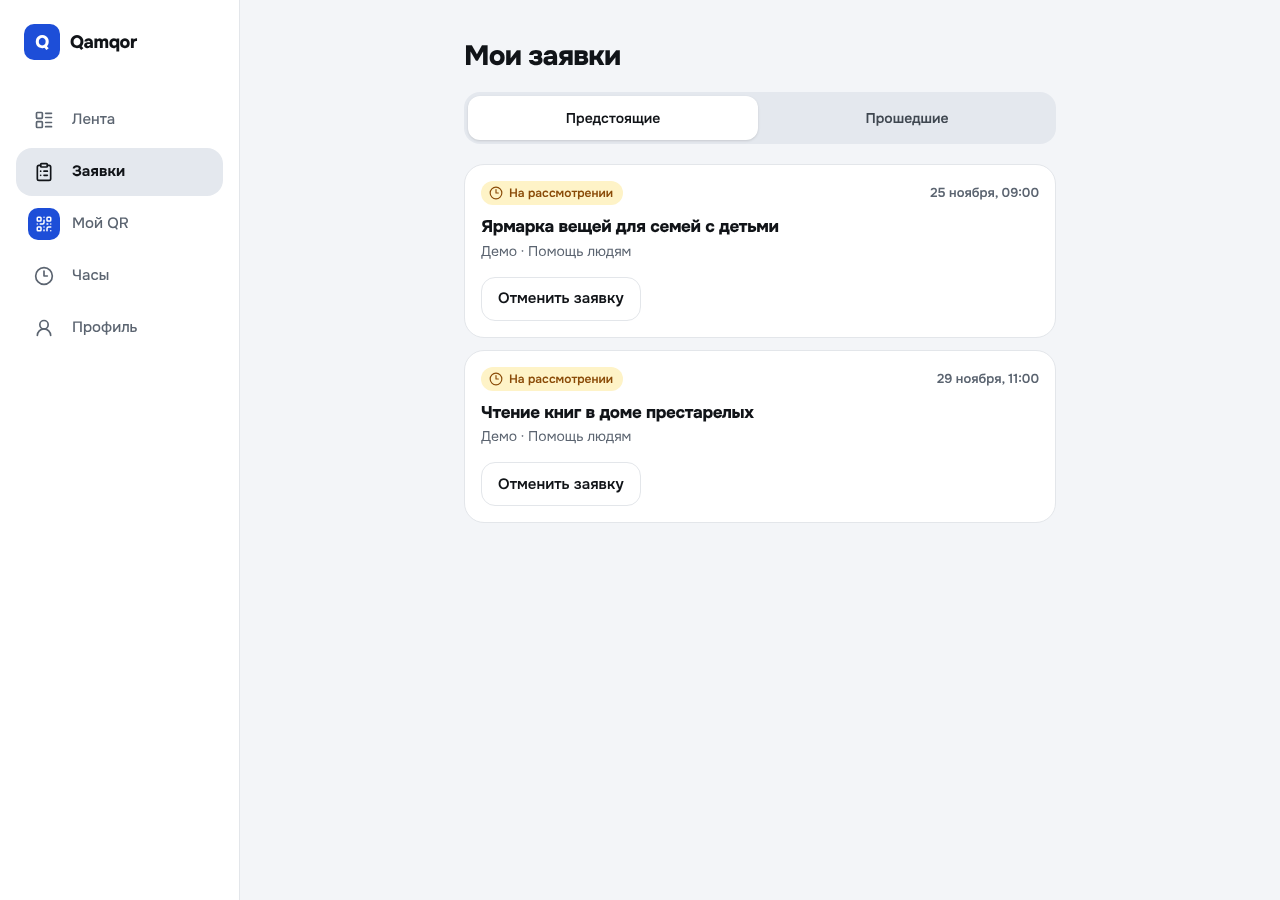 Q Qamqor
Лента
Заявки
Мой QR
Часы
Профиль
Мои заявки
Предстоящие Прошедшие
На рассмотрении 25 ноября, 09:00
Ярмарка вещей для семей с детьми
Демо · Помощь людям
Отменить заявку
На рассмотрении 29 ноября, 11:00
Чтение книг в доме престарелых
Демо · Помощь людям
Отменить заявку